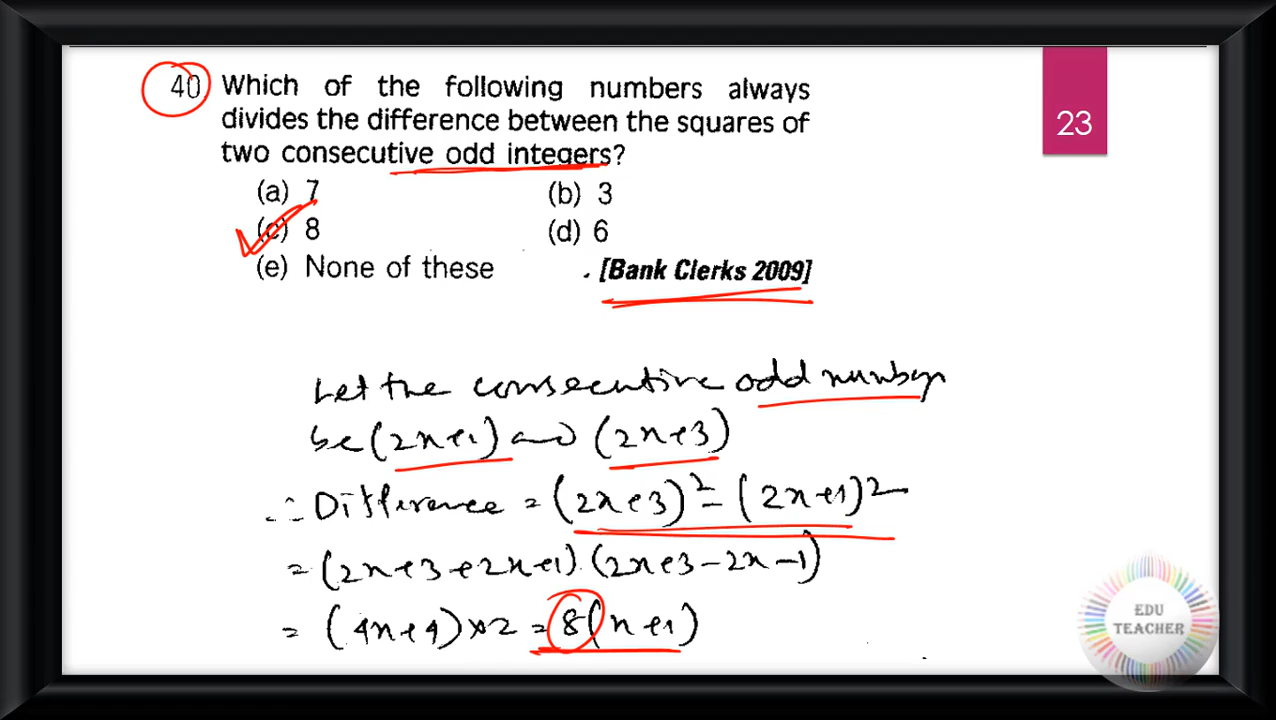 40 Which of the following numbers always
divides the difference between the squares of
two consecutive odd integers?
(a) 7 (b) 3
(c) 8 (d) 6
(e) None of these . [Bank Clerks 2009]
23
Let the consecutive odd number
be (2x+1) and (2x+3)
∴ Difference = (2x+3)² - (2x+1)²
= (2x+3+2x+1) . (2x+3-2x-1)
= (4x+4) × 2 = 8(x+1)
EDU
TEACHER